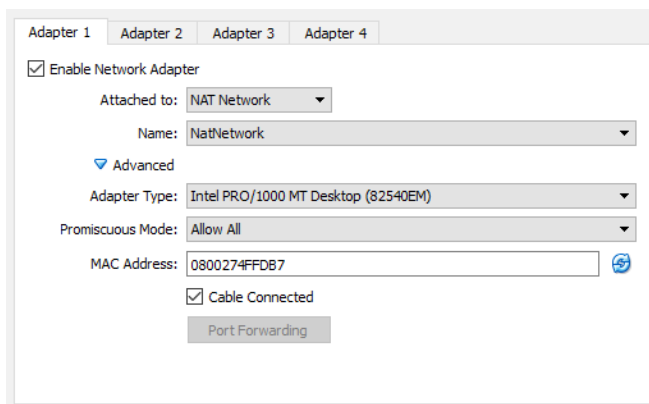 Adapter 1 Adapter 2 Adapter 3 Adapter 4
Enable Network Adapter
Attached to: NAT Network
Name: NatNetwork
Advanced
Adapter Type: Intel PRO/1000 MT Desktop (82540EM)
Promiscuous Mode: Allow All
MAC Address: 0800274FFDB7
Cable Connected
Port Forwarding